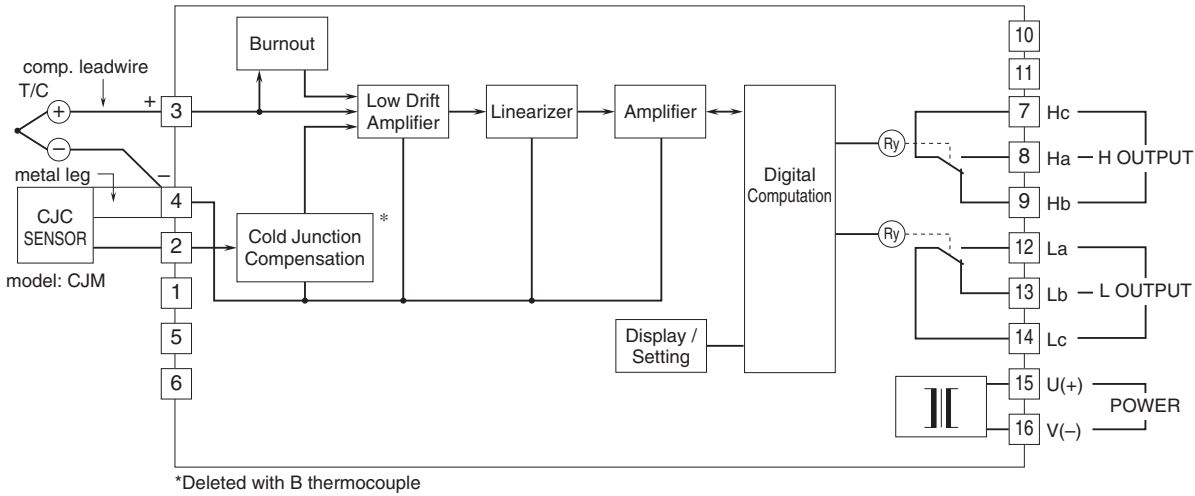 10
Burnout
comp. leadwire
T/C
11
+
+
3
Low Drift
Amplifier
Linearizer
Amplifier
7
Hc
−
Ry
8
Ha
H OUTPUT
metal leg
−
4
Digital
Computation
9
Hb
CJC
SENSOR
*
Cold Junction
Compensation
2
Ry
12
La
model: CJM
1
13
Lb
L OUTPUT
5
Display /
Setting
14
Lc
6
15
U(+)
POWER
16
V(−)
*Deleted with B thermocouple